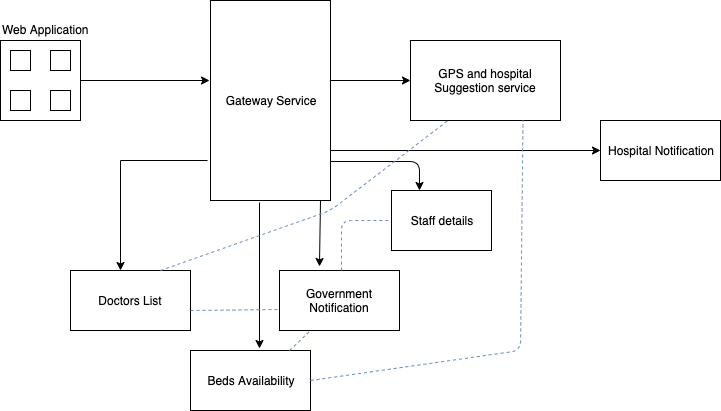 Web Application
Gateway Service
GPS and hospital
Suggestion service
Hospital Notification
Staff details
Doctors List
Government
Notification
Beds Availability